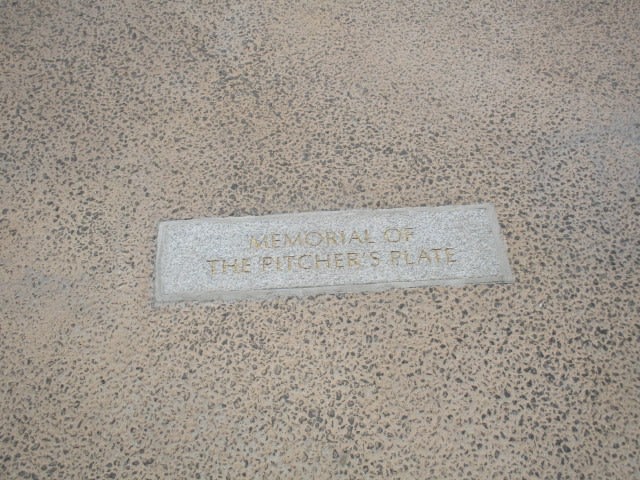 MEMORIAL OF
THE PITCHER'S PLATE